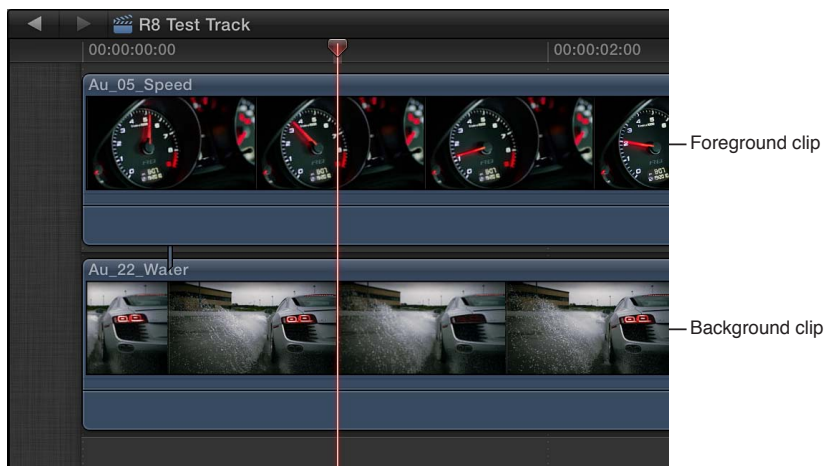 R8 Test Track
00:00:00:00
00:00:02:00
Au_05_Speed
Foreground clip
Au_22_Water
Background clip